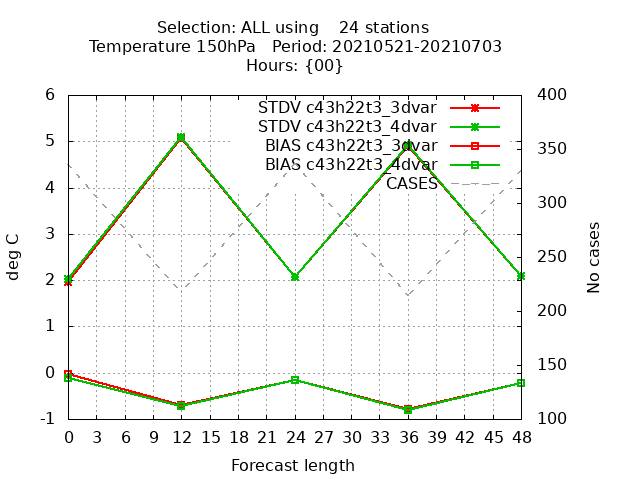 Selection: ALL using    24 stations
Temperature 150hPa   Period: 20210521-20210703
Hours: {00}
STDV c43h22t3_3dvar
STDV c43h22t3_4dvar
BIAS c43h22t3_3dvar
BIAS c43h22t3_4dvar
CASES
6
5
4
3
2
1
0
-1
deg C
400
350
300
250
200
150
100
No cases
0 3 6 9 12 15 18 21 24 27 30 33 36 39 42 45 48
Forecast length